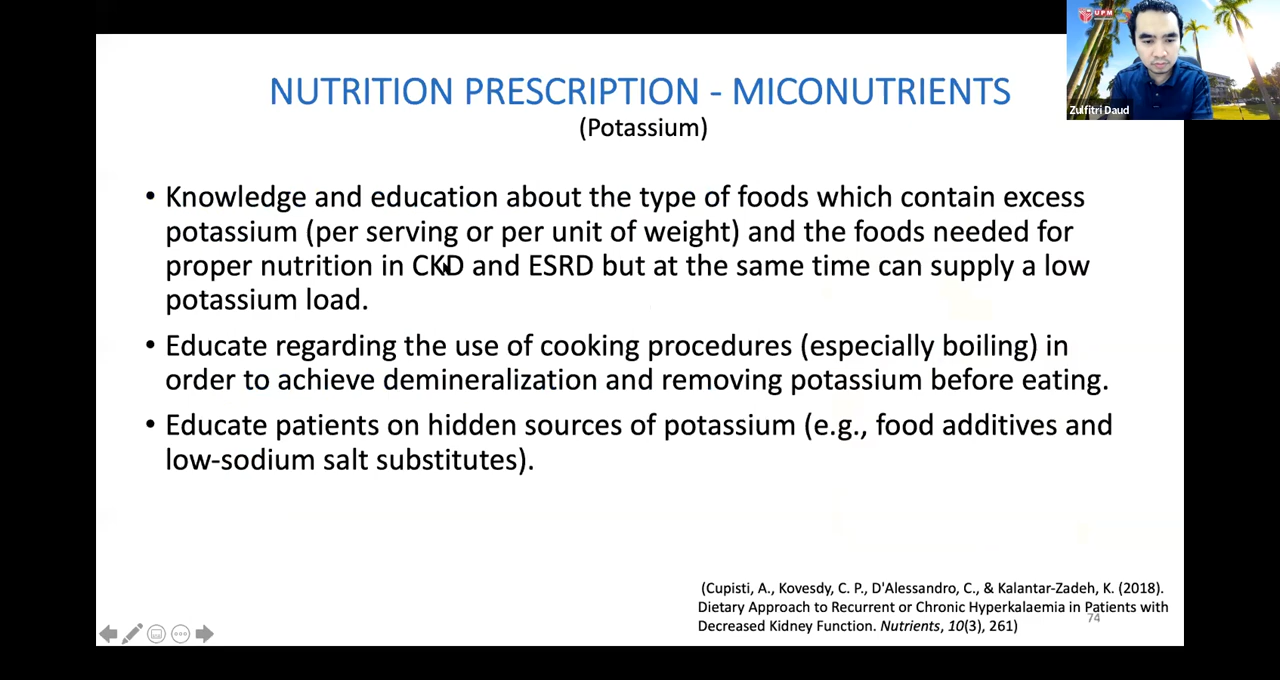 UPM
Zulfitri Daud
NUTRITION PRESCRIPTION - MICONUTRIENTS
(Potassium)
• Knowledge and education about the type of foods which contain excess
potassium (per serving or per unit of weight) and the foods needed for
proper nutrition in CKD and ESRD but at the same time can supply a low
potassium load.
• Educate regarding the use of cooking procedures (especially boiling) in
order to achieve demineralization and removing potassium before eating.
• Educate patients on hidden sources of potassium (e.g., food additives and
low-sodium salt substitutes).
(Cupisti, A., Kovesdy, C. P., D'Alessandro, C., & Kalantar-Zadeh, K. (2018).
Dietary Approach to Recurrent or Chronic Hyperkalaemia in Patients with
Decreased Kidney Function. Nutrients, 10(3), 261)
74